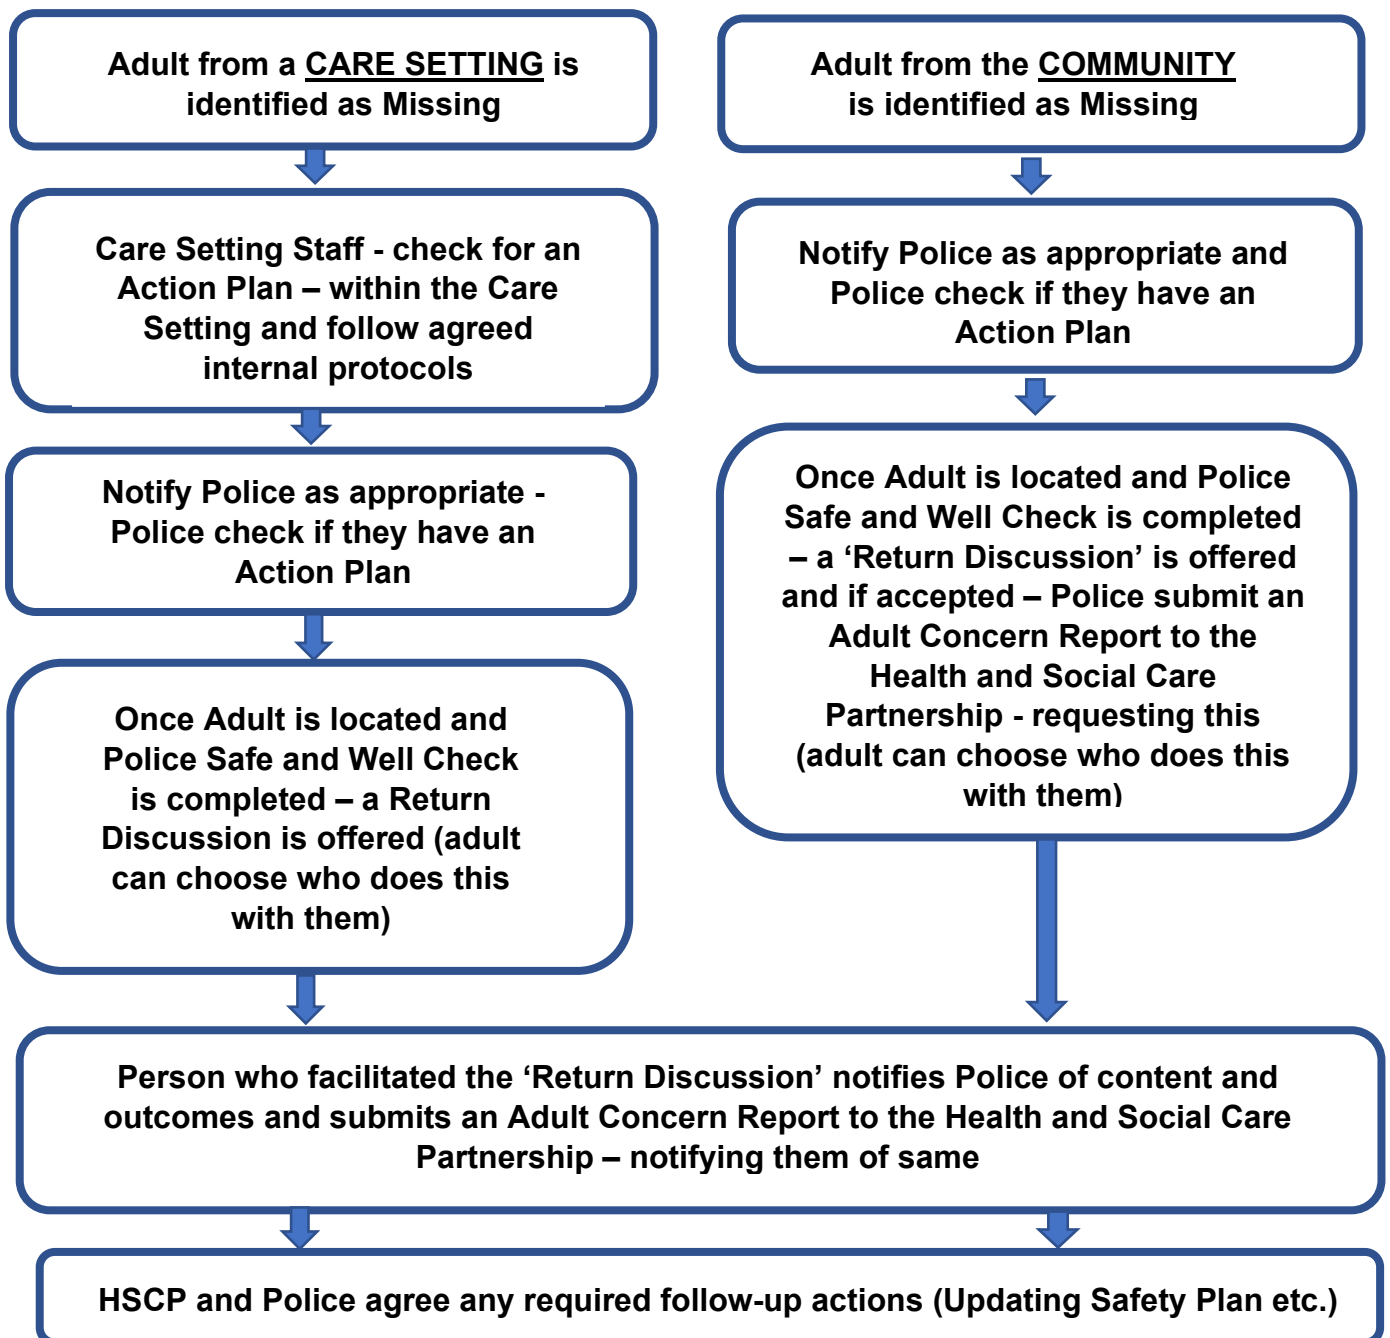 Adult from a CARE SETTING is
identified as Missing
Care Setting Staff - check for an
Action Plan – within the Care
Setting and follow agreed
internal protocols
Notify Police as appropriate -
Police check if they have an
Action Plan
Once Adult is located and
Police Safe and Well Check
is completed – a Return
Discussion is offered (adult
can choose who does this
with them)
Adult from the COMMUNITY
is identified as Missing
Notify Police as appropriate and
Police check if they have an
Action Plan
Once Adult is located and Police
Safe and Well Check is completed
– a ‘Return Discussion’ is offered
and if accepted – Police submit an
Adult Concern Report to the
Health and Social Care
Partnership - requesting this
(adult can choose who does this
with them)
Person who facilitated the ‘Return Discussion’ notifies Police of content and
outcomes and submits an Adult Concern Report to the Health and Social Care
Partnership – notifying them of same
HSCP and Police agree any required follow-up actions (Updating Safety Plan etc.)